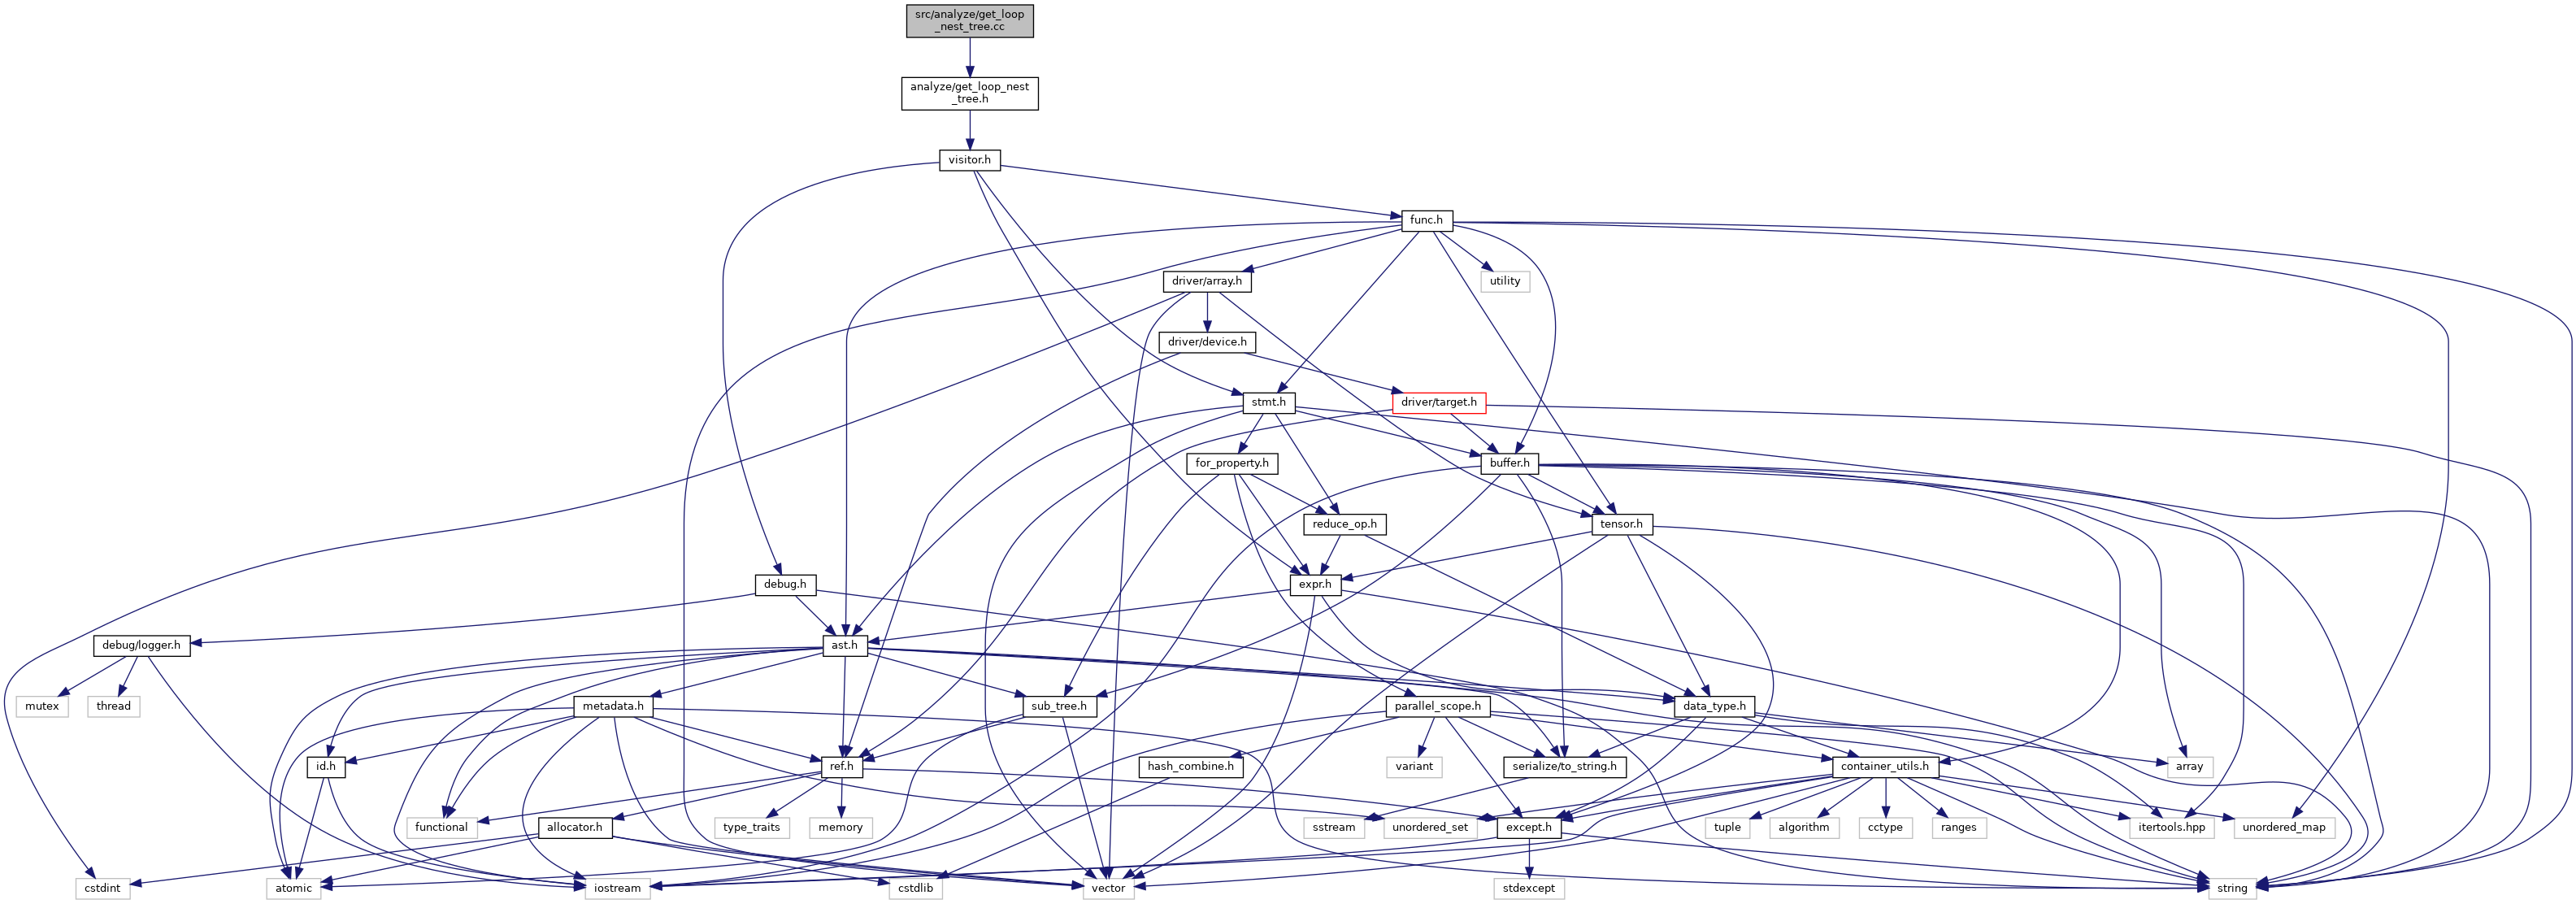 src/analyze/get_loop
_nest_tree.cc
analyze/get_loop_nest
_tree.h
visitor.h
func.h
driver/array.h
utility
driver/device.h
stmt.h
driver/target.h
for_property.h
buffer.h
reduce_op.h
tensor.h
debug.h
expr.h
debug/logger.h
ast.h
mutex
thread
metadata.h
sub_tree.h
parallel_scope.h
data_type.h
id.h
ref.h
hash_combine.h
variant
serialize/to_string.h
container_utils.h
array
functional
allocator.h
type_traits
memory
sstream
unordered_set
except.h
tuple
algorithm
cctype
ranges
itertools.hpp
unordered_map
cstdint
atomic
iostream
cstdlib
vector
stdexcept
string